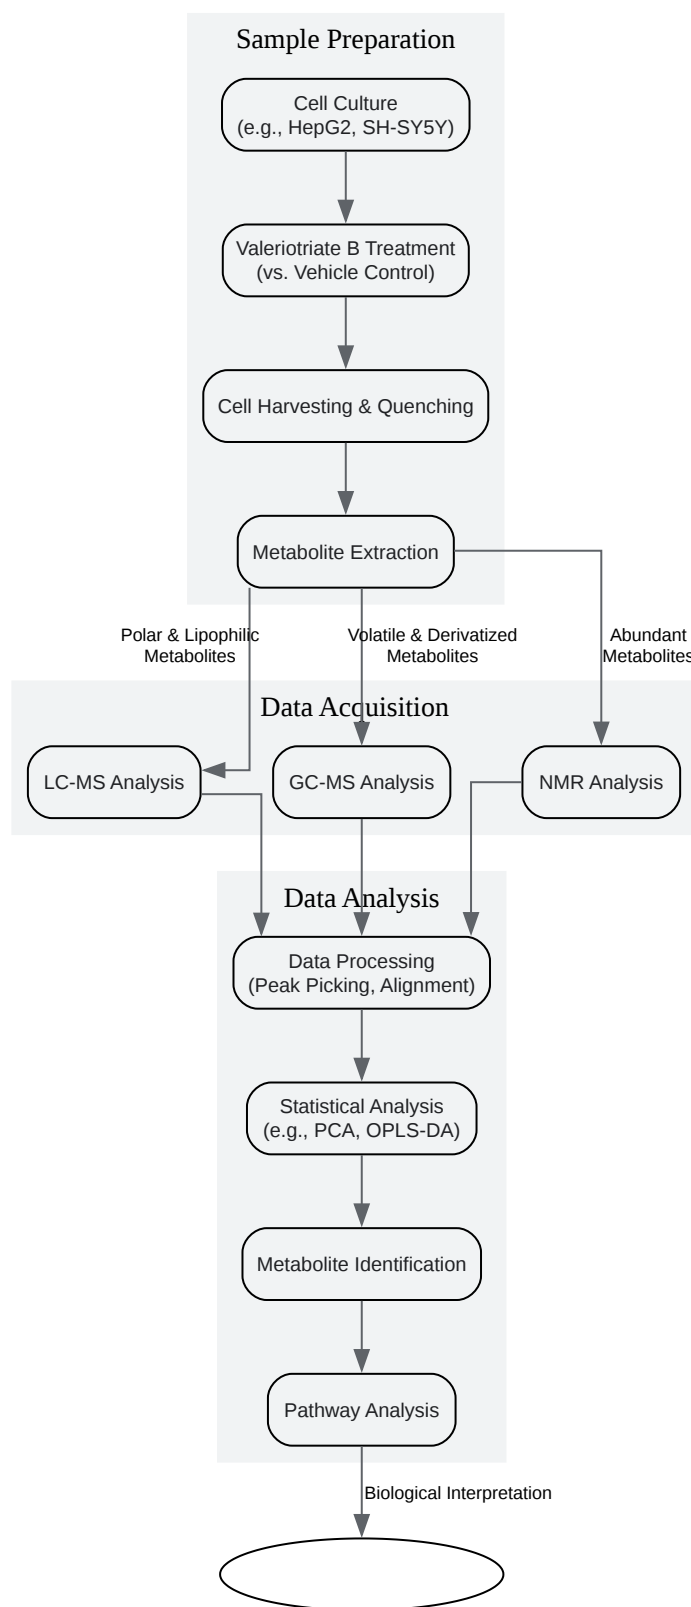 Sample Preparation
Cell Culture
(e.g., HepG2, SH-SY5Y)
Valeriotriate B Treatment
(vs. Vehicle Control)
Cell Harvesting & Quenching
Metabolite Extraction
Polar & Lipophilic
Metabolites
Volatile & Derivatized
Metabolites
Abundant
Metabolites
Data Acquisition
LC-MS Analysis
GC-MS Analysis
NMR Analysis
Data Analysis
Data Processing
(Peak Picking, Alignment)
Statistical Analysis
(e.g., PCA, OPLS-DA)
Metabolite Identification
Pathway Analysis
Biological Interpretation